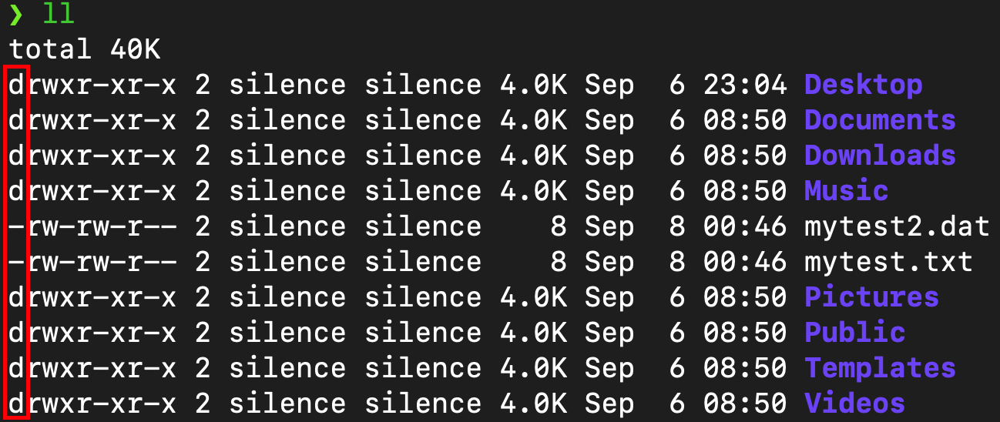 ❯ ll
total 40K
drwxr-xr-x 2 silence silence 4.0K Sep  6 23:04 Desktop
drwxr-xr-x 2 silence silence 4.0K Sep  6 08:50 Documents
drwxr-xr-x 2 silence silence 4.0K Sep  6 08:50 Downloads
drwxr-xr-x 2 silence silence 4.0K Sep  6 08:50 Music
-rw-rw-r-- 2 silence silence    8 Sep  8 00:46 mytest2.dat
-rw-rw-r-- 2 silence silence    8 Sep  8 00:46 mytest.txt
drwxr-xr-x 2 silence silence 4.0K Sep  6 08:50 Pictures
drwxr-xr-x 2 silence silence 4.0K Sep  6 08:50 Public
drwxr-xr-x 2 silence silence 4.0K Sep  6 08:50 Templates
drwxr-xr-x 2 silence silence 4.0K Sep  6 08:50 Videos